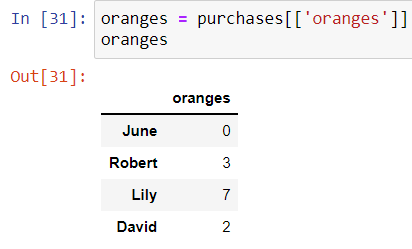 In [31]: oranges = purchases[['oranges']]
oranges
Out[31]:
oranges
June 0
Robert 3
Lily 7
David 2